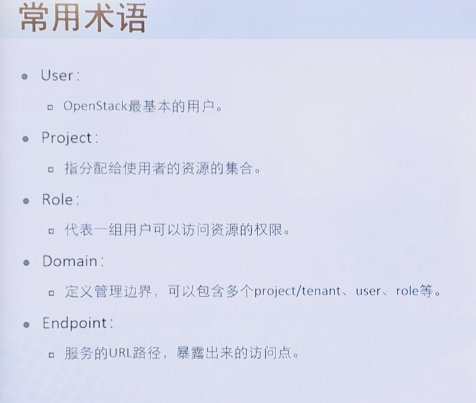 常用术语
User:
OpenStack最基本的用户。
Project:
指分配给使用者的资源的集合。
Role:
代表一组用户可以访问资源的权限。
Domain:
定义管理边界，可以包含多个project/tenant、user、role等。
Endpoint:
服务的URL路径，暴露出来的访问点。